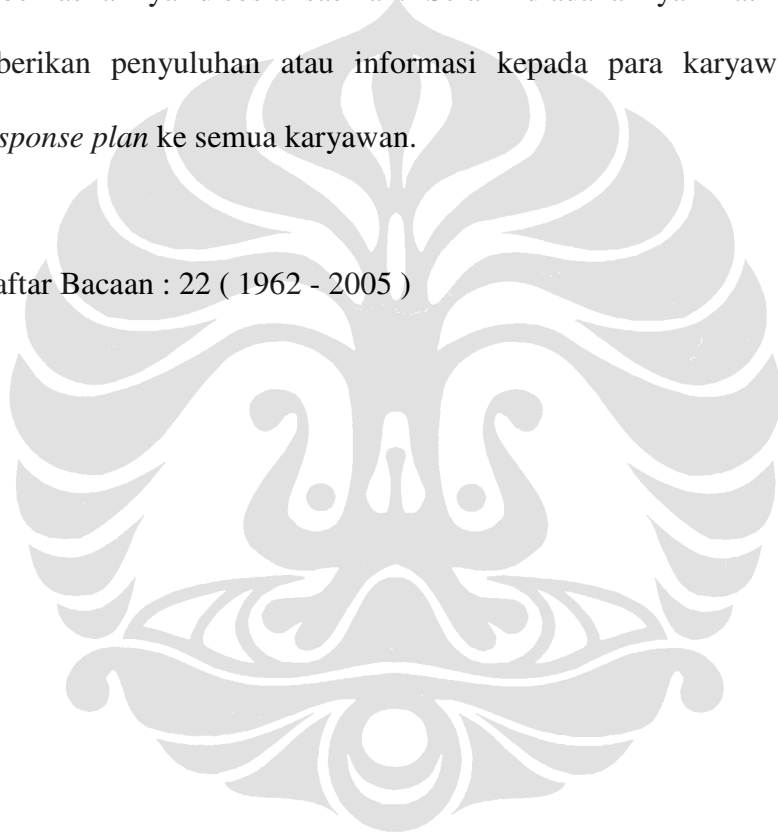 berikan penyuluhan atau informasi kepada para karyaw
sponse plan ke semua karyawan.
aftar Bacaan : 22 ( 1962 - 2005 )